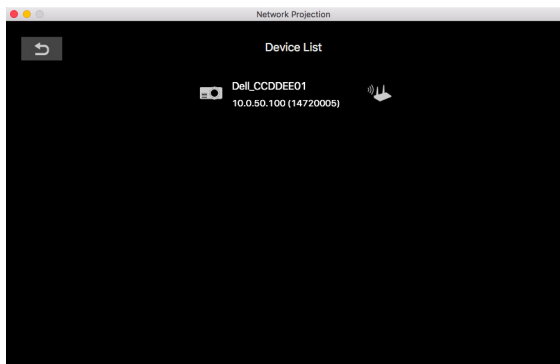 Network Projection
Device List
Dell_CCDDEE01
10.0.50.100 (14720005)